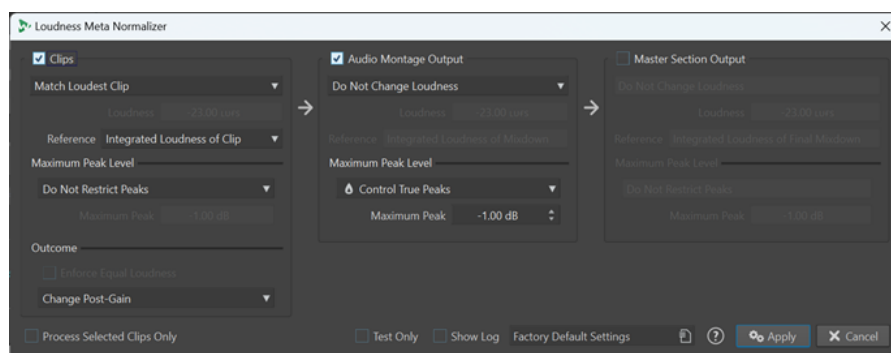 Loudness Meta Normalizer
Clips
Match Loudest Clip
Loudness -23.00 LUFS
Reference Integrated Loudness of Clip
Maximum Peak Level
Do Not Restrict Peaks
Maximum Peak -1.00 dB
Outcome
Enforce Equal Loudness
Change Post-Gain
Audio Montage Output
Do Not Change Loudness
Loudness -23.00 LUFS
Reference Integrated Loudness of Mixdown
Maximum Peak Level
Control True Peaks
Maximum Peak -1.00 dB
Master Section Output
Do Not Change Loudness
Loudness -23.00 LUFS
Reference Integrated Loudness of Final Mixdown
Maximum Peak Level
Do Not Restrict Peaks
Maximum Peak -1.00 dB
Process Selected Clips Only
Test Only
Show Log
Factory Default Settings
Apply
Cancel